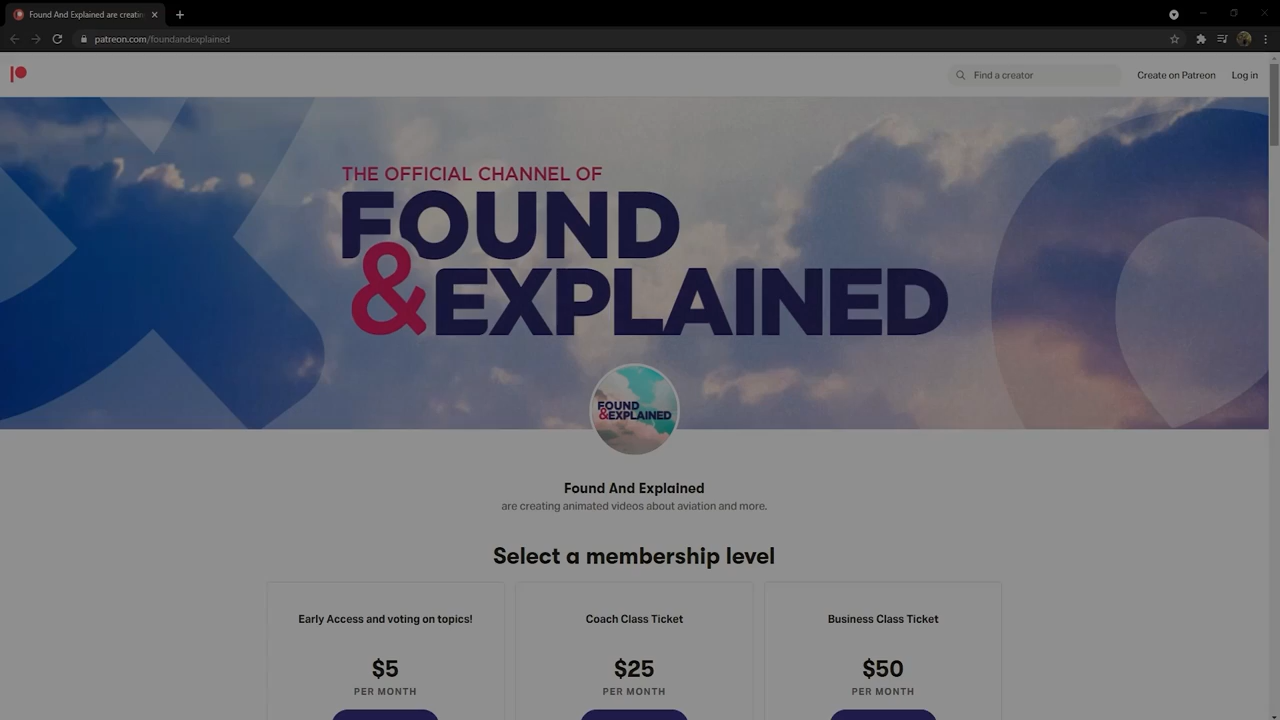 Found And Explained are creatin
patreon.com/foundandexplained
Find a creator
Create on Patreon
Log in
THE OFFICIAL CHANNEL OF
FOUND
&EXPLAINED
FOUND
&EXPLAINED
Found And Explained
are creating animated videos about aviation and more.
Select a membership level
Early Access and voting on topics!
Coach Class Ticket
Business Class Ticket
$5
$25
$50
PER MONTH
PER MONTH
PER MONTH